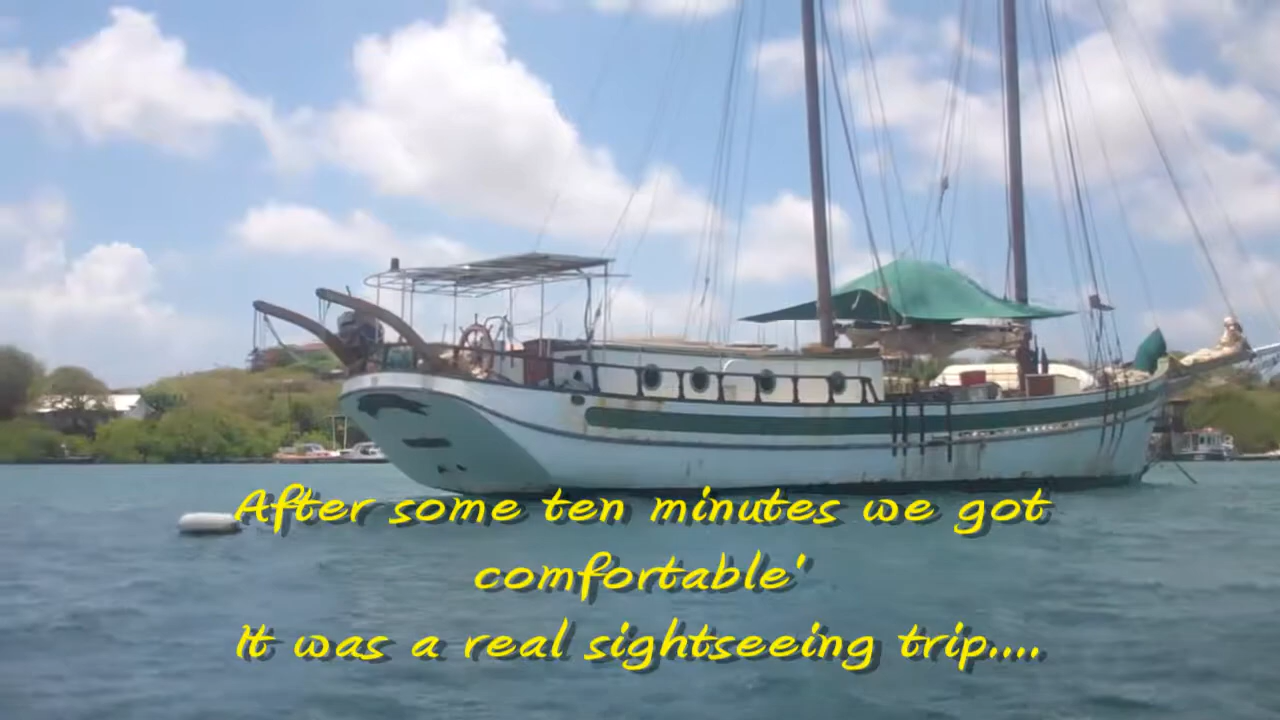 After some ten minutes we got
comfortable'
It was a real sightseeing trip....